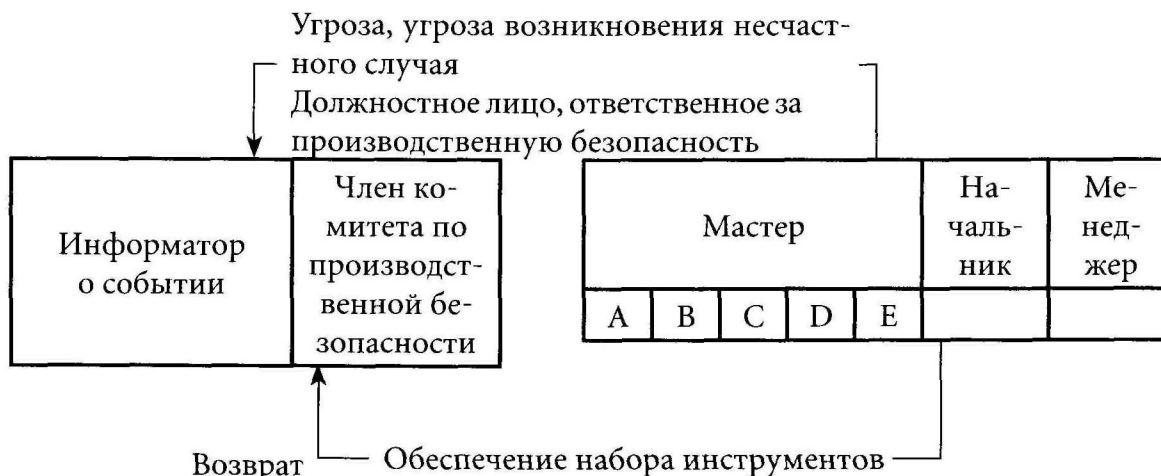 Угроза, угроза возникновения несчаст-
ного случая
Должностное лицо, ответственное за
производственную безопасность
Информатор
о событии
Член ко-
митета по
производст-
венной бе-
зопасности
Мастер
На-
чаль-
ник
Ме-
нед-
жер
A B C D E
Возврат
Обеспечение набора инструментов